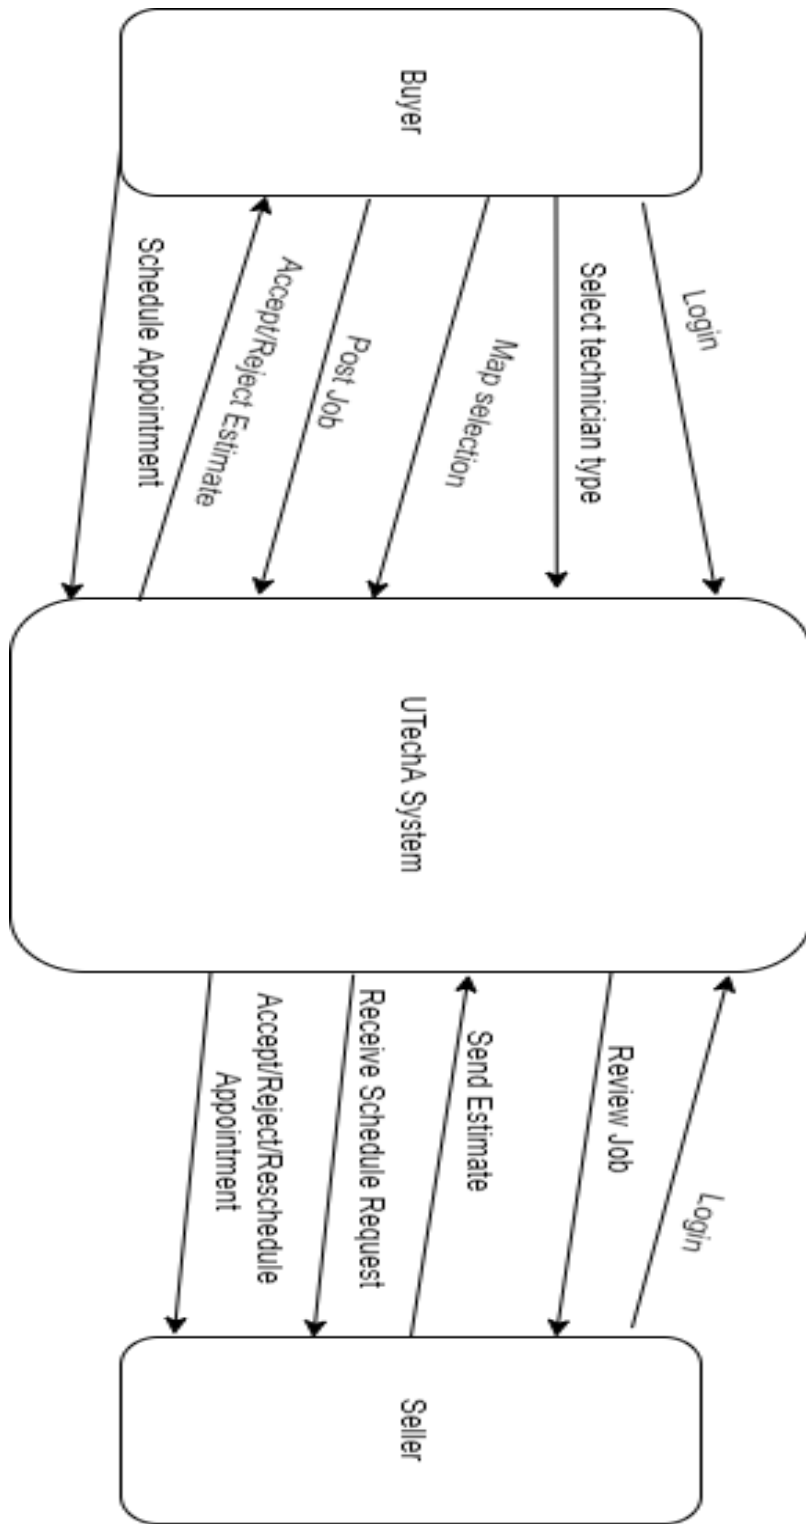 Buyer
Login
Select technician type
Map selection
Post Job
Accept/Reject Estimate
Schedule Appointment
UTechA System
Login
Review Job
Send Estimate
Receive Schedule Request
Accept/Reject/Reschedule
Appointment
Seller